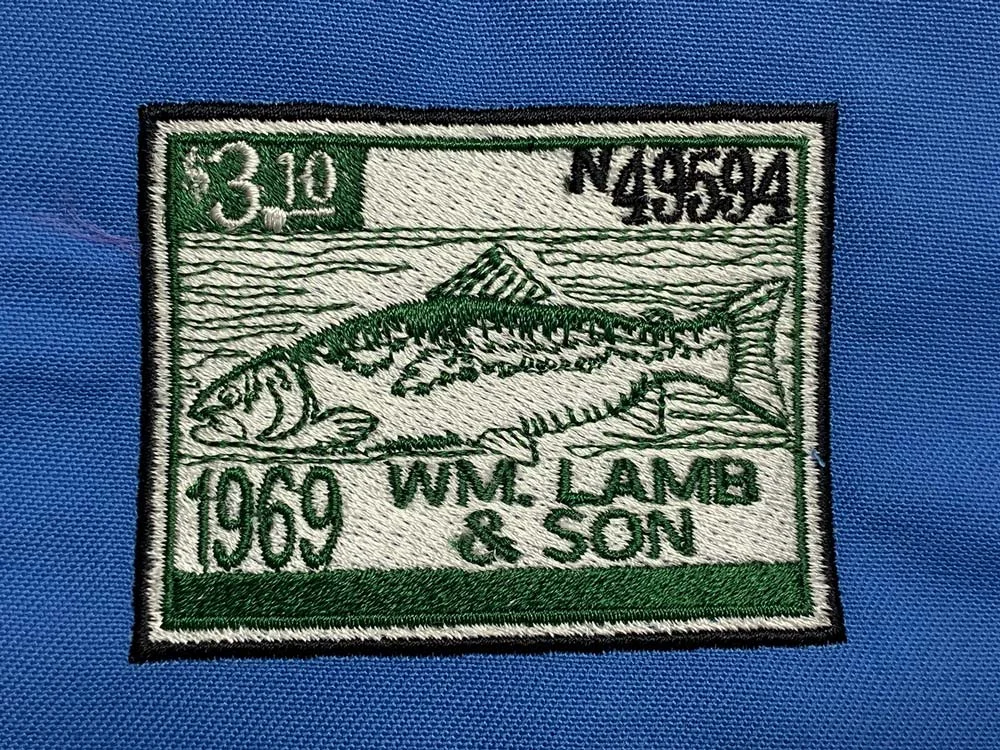 $3.10
N49594
1969
WM. LAMB
& SON